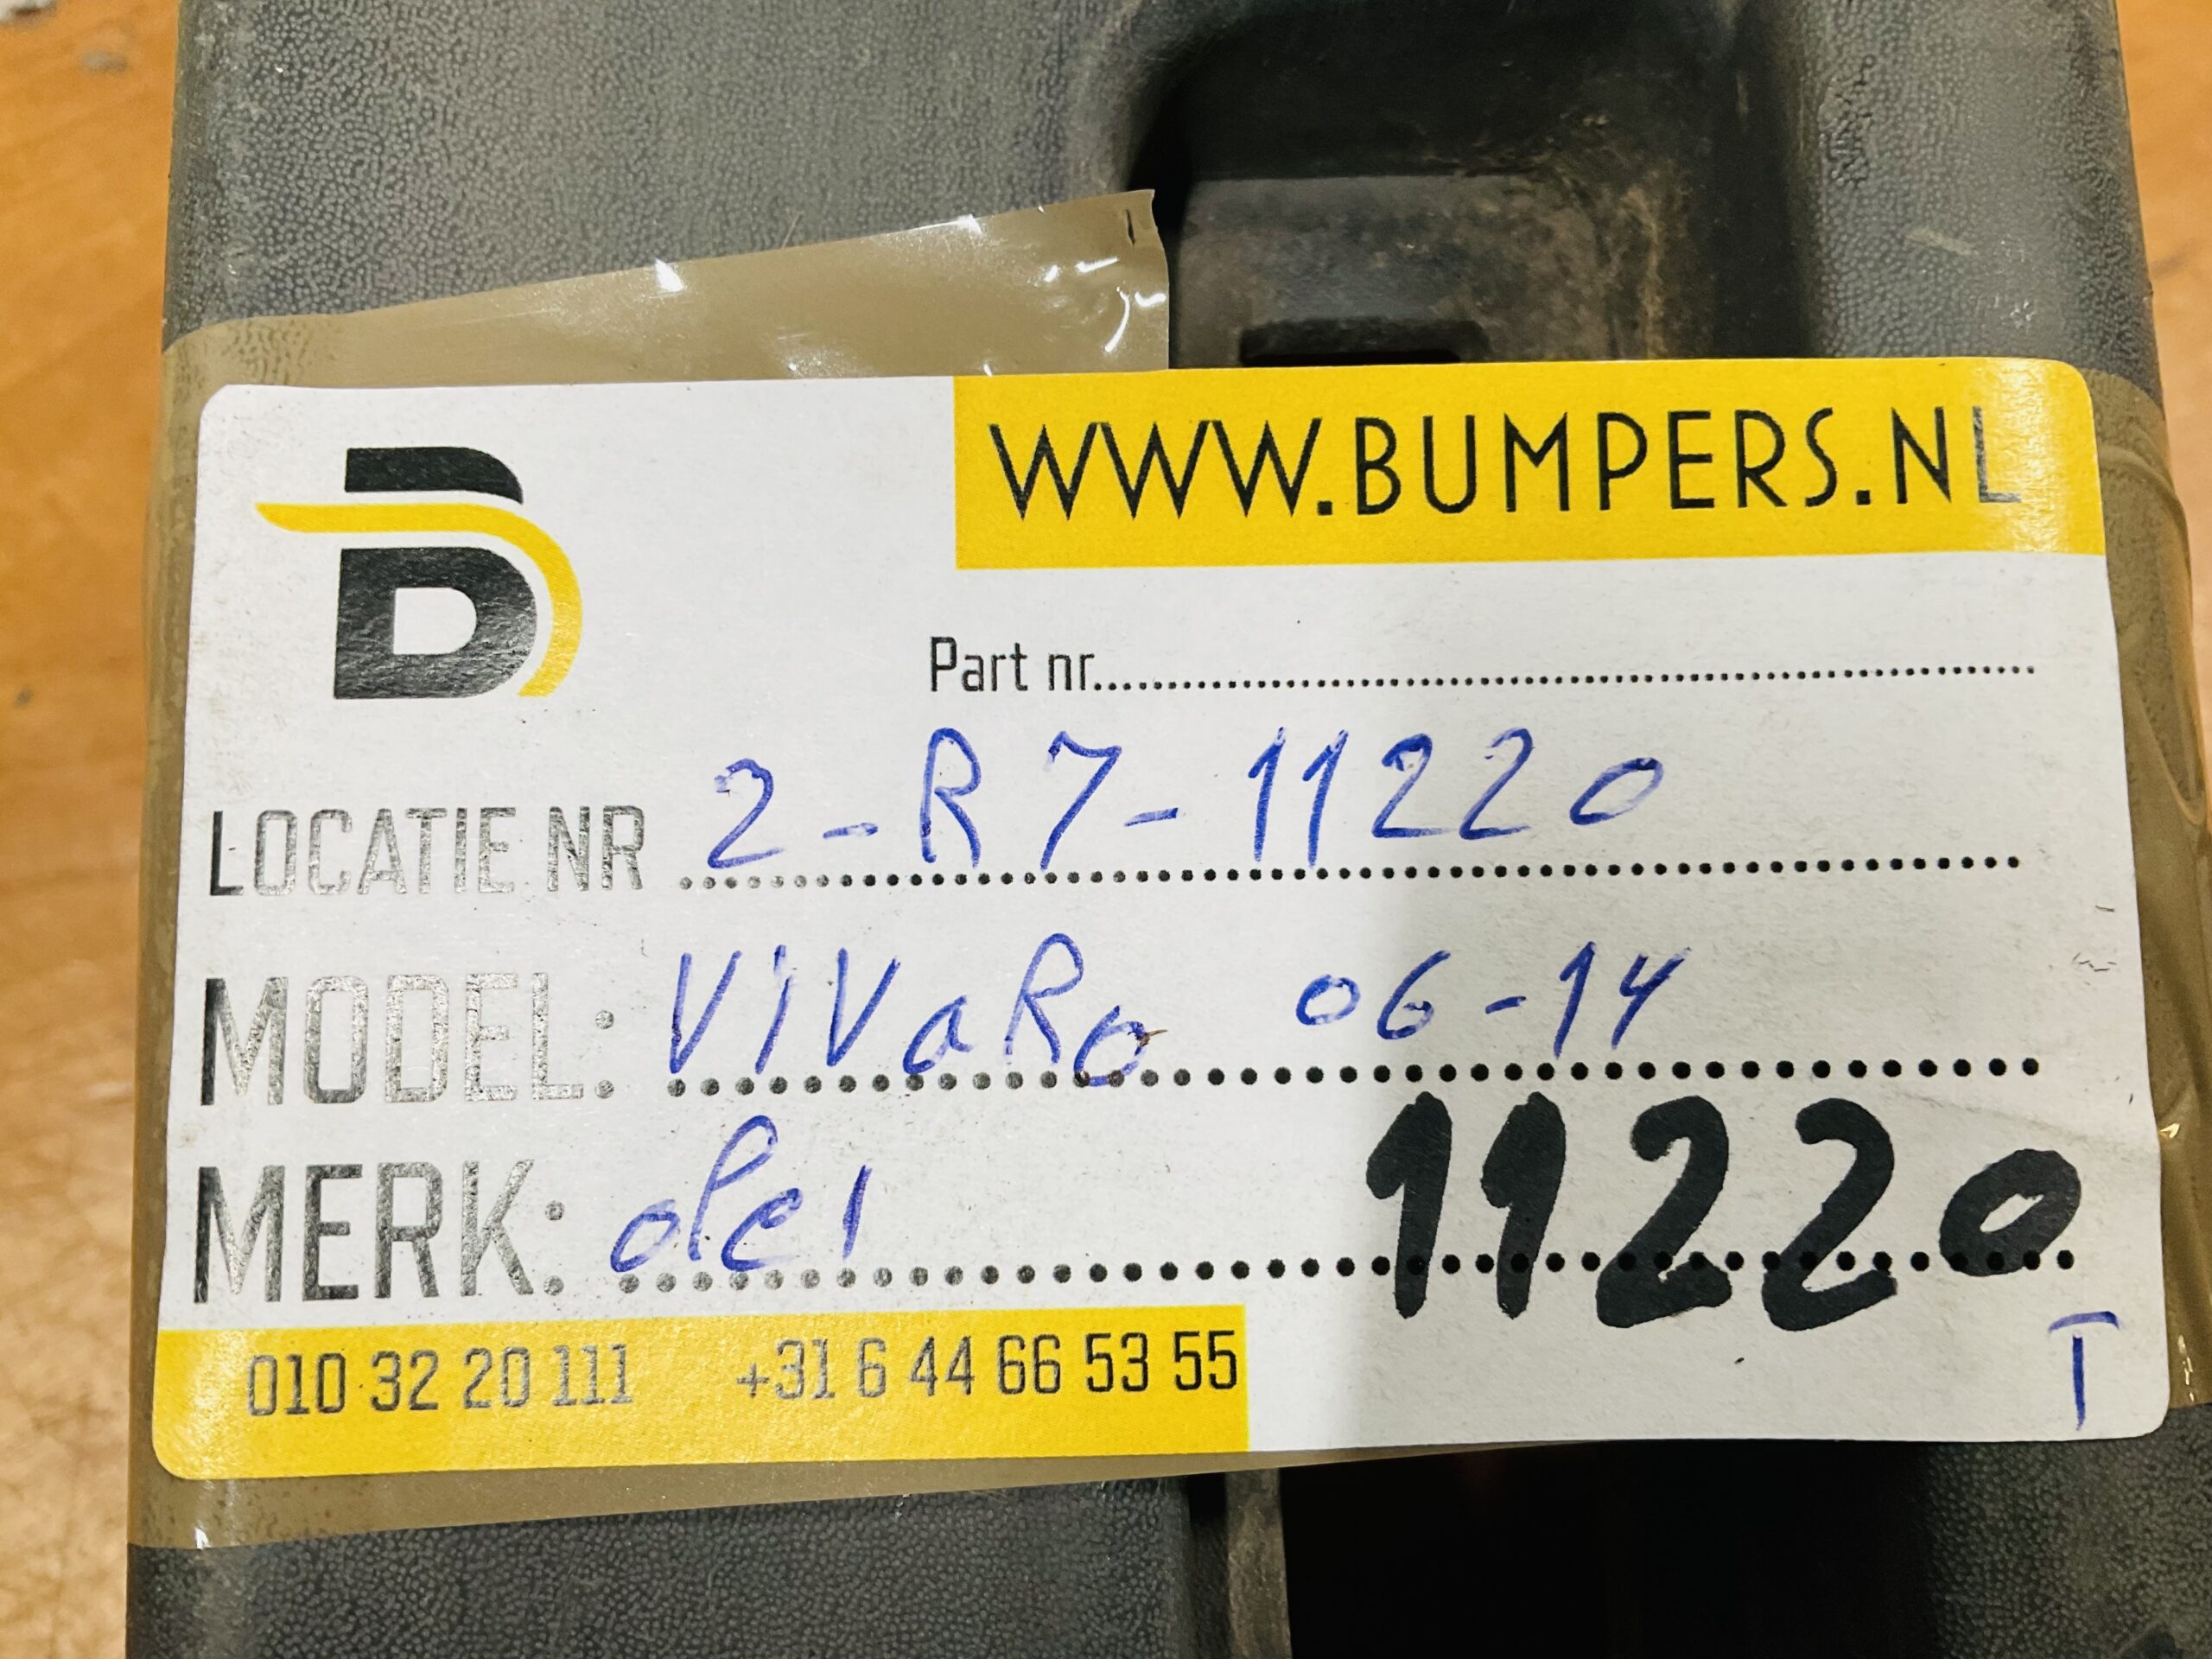 B
WWW.BUMPERS.NL
Part nr..........
LOCATIE NR 2-R7-11220
MODEL: ViVaRo 06-14
MERK: oPel
11220
T
010 32 20 111 +31 6 44 66 53 55